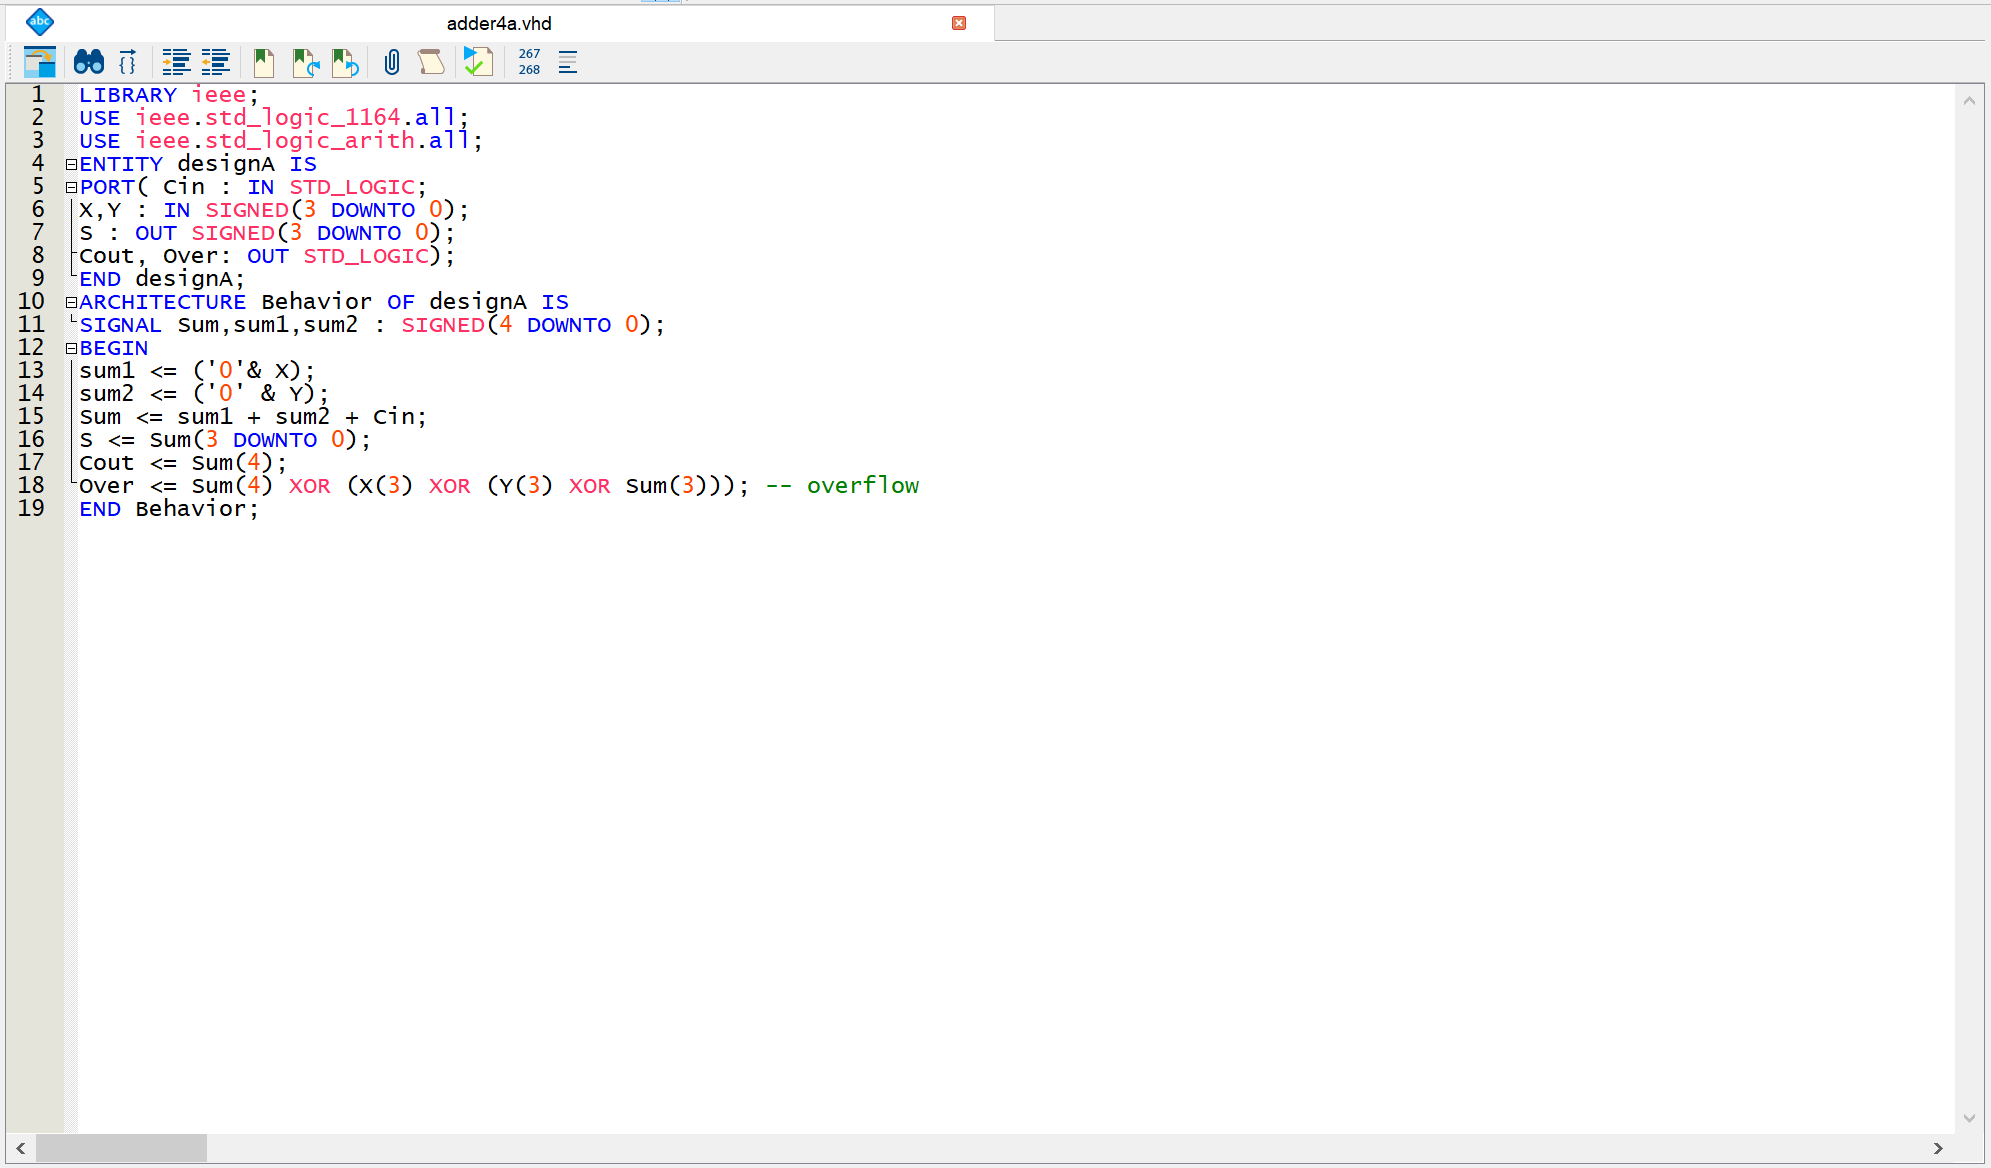 abc adder4a.vhd
267
268
1 LIBRARY ieee;
2 USE ieee.std_logic_1164.all;
3 USE ieee.std_logic_arith.all;
4 ENTITY designA IS
5 PORT( Cin : IN STD_LOGIC;
6 X,Y : IN SIGNED(3 DOWNTO 0);
7 S : OUT SIGNED(3 DOWNTO 0);
8 Cout, Over: OUT STD_LOGIC);
9 END designA;
10 ARCHITECTURE Behavior OF designA IS
11 SIGNAL Sum,sum1,sum2 : SIGNED(4 DOWNTO 0);
12 BEGIN
13 sum1 <= ('0'& X);
14 sum2 <= ('0' & Y);
15 Sum <= sum1 + sum2 + Cin;
16 S <= Sum(3 DOWNTO 0);
17 Cout <= Sum(4);
18 Over <= Sum(4) XOR (X(3) XOR (Y(3) XOR Sum(3))); -- overflow
19 END Behavior;